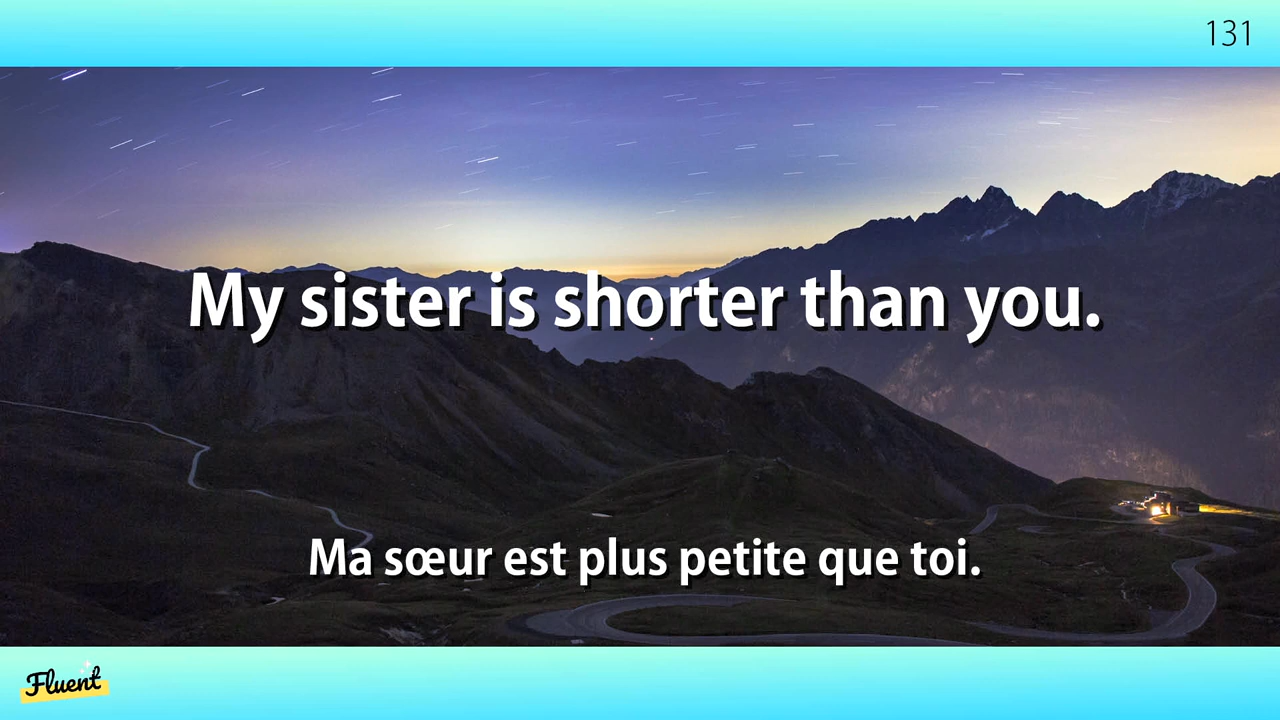 131
My sister is shorter than you.
Ma sœur est plus petite que toi.
Fluent